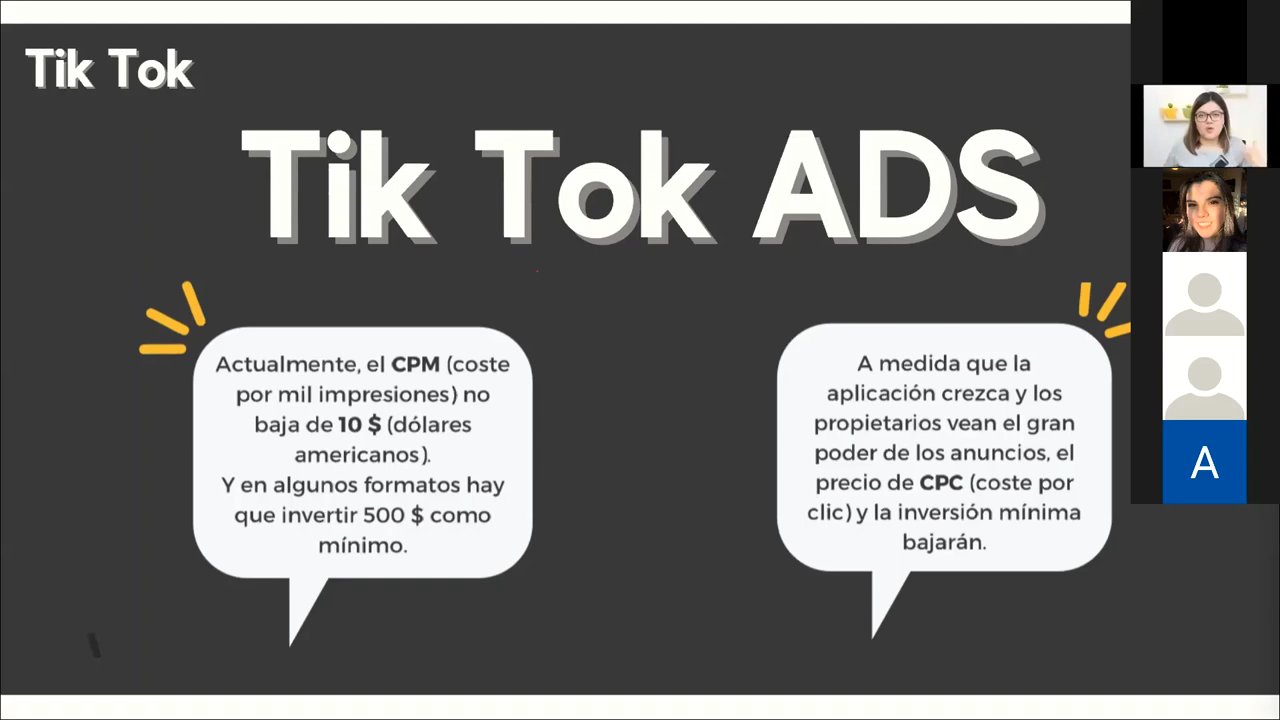 Tik Tok
Tik Tok ADS
Actualmente, el CPM (coste
por mil impresiones) no
baja de 10 $ (dólares
americanos).
Y en algunos formatos hay
que invertir 500 $ como
mínimo.
A medida que la
aplicación crezca y los
propietarios vean el gran
poder de los anuncios, el
precio de CPC (coste por
clic) y la inversión mínima
bajarán.
A